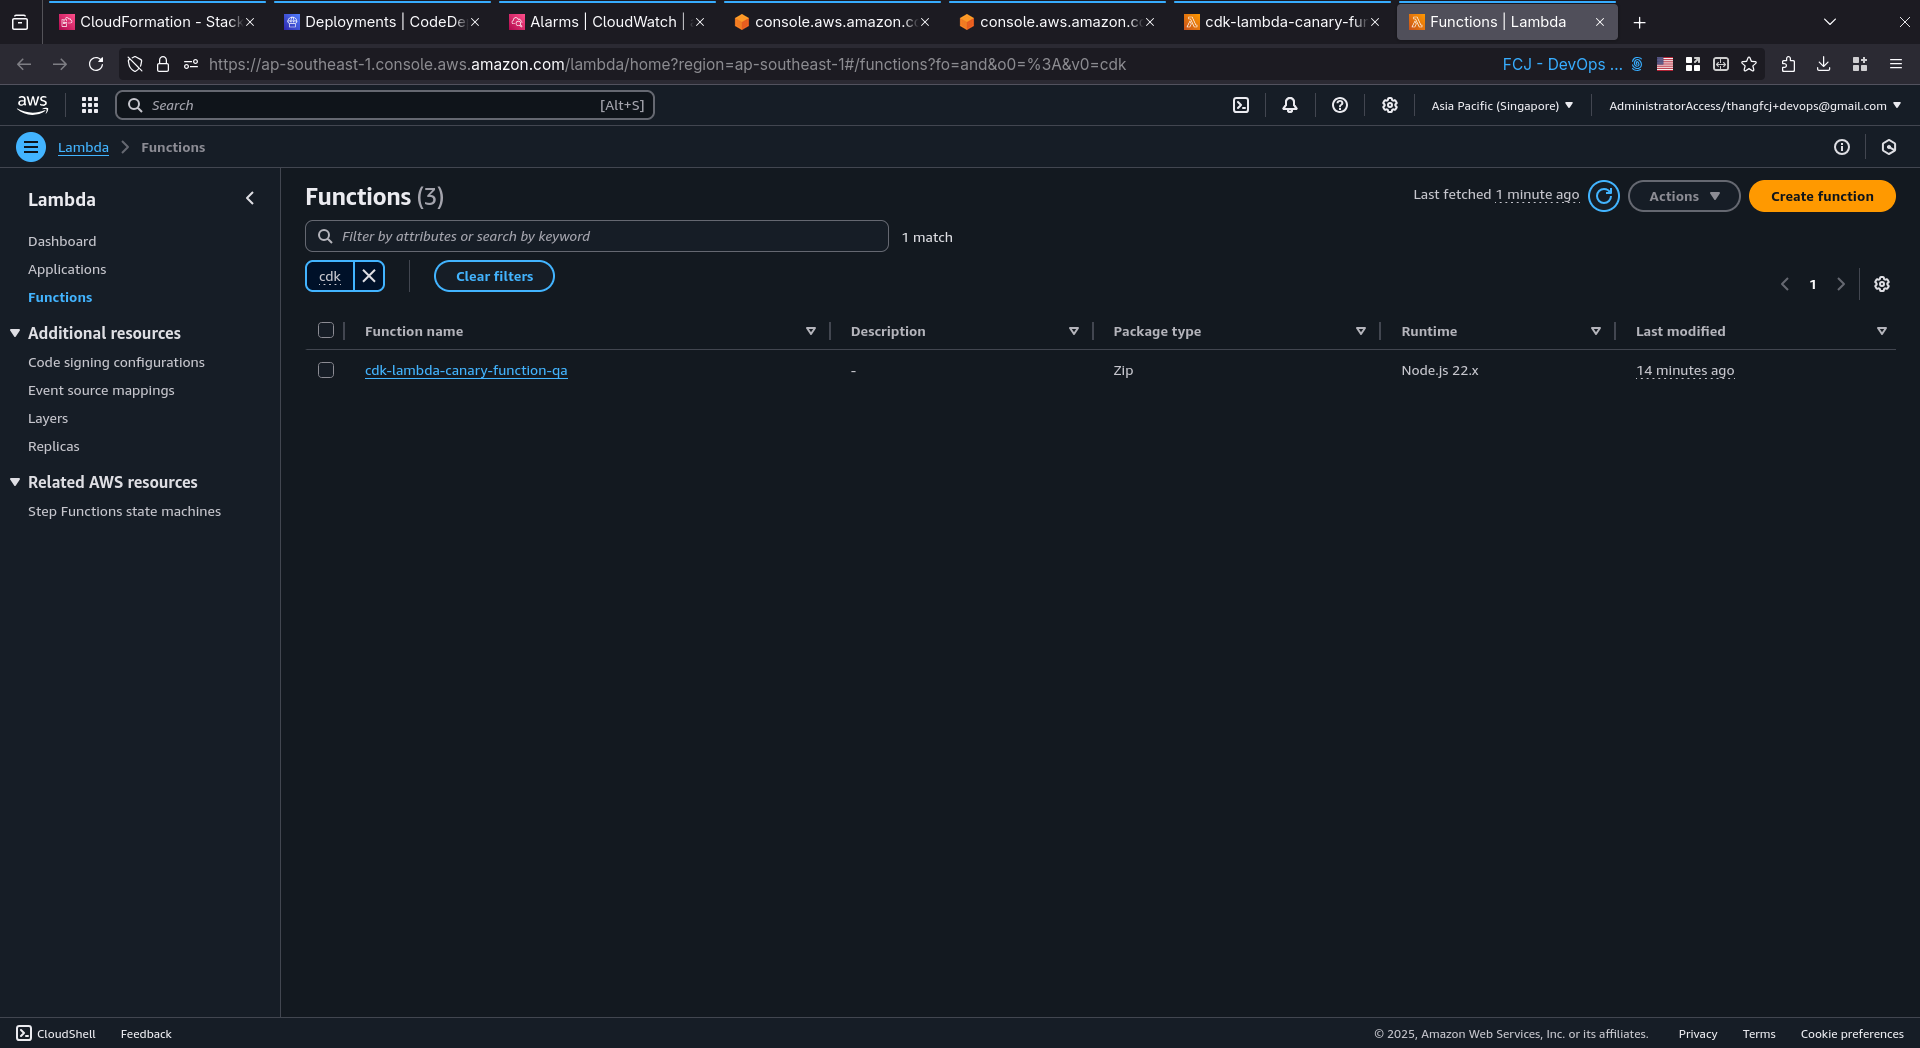 CloudFormation - Stack
Deployments | CodeDe
Alarms | CloudWatch |
console.aws.amazon.c
console.aws.amazon.c
cdk-lambda-canary-fun
Functions | Lambda
https://ap-southeast-1.console.aws.amazon.com/lambda/home?region=ap-southeast-1#/functions?fo=and&o0=%3A&v0=cdk
FCJ - DevOps ...
aws
Search
[Alt+S]
Asia Pacific (Singapore)
AdministratorAccess/thangfcj+devops@gmail.com
Lambda
Functions
Lambda
Dashboard
Applications
Functions
Additional resources
Code signing configurations
Event source mappings
Layers
Replicas
Related AWS resources
Step Functions state machines
Functions (3)
Last fetched 1 minute ago
Actions
Create function
Filter by attributes or search by keyword
1 match
cdk
Clear filters
1
Function name
Description
Package type
Runtime
Last modified
cdk-lambda-canary-function-qa
-
Zip
Node.js 22.x
14 minutes ago
CloudShell
Feedback
© 2025, Amazon Web Services, Inc. or its affiliates.
Privacy
Terms
Cookie preferences